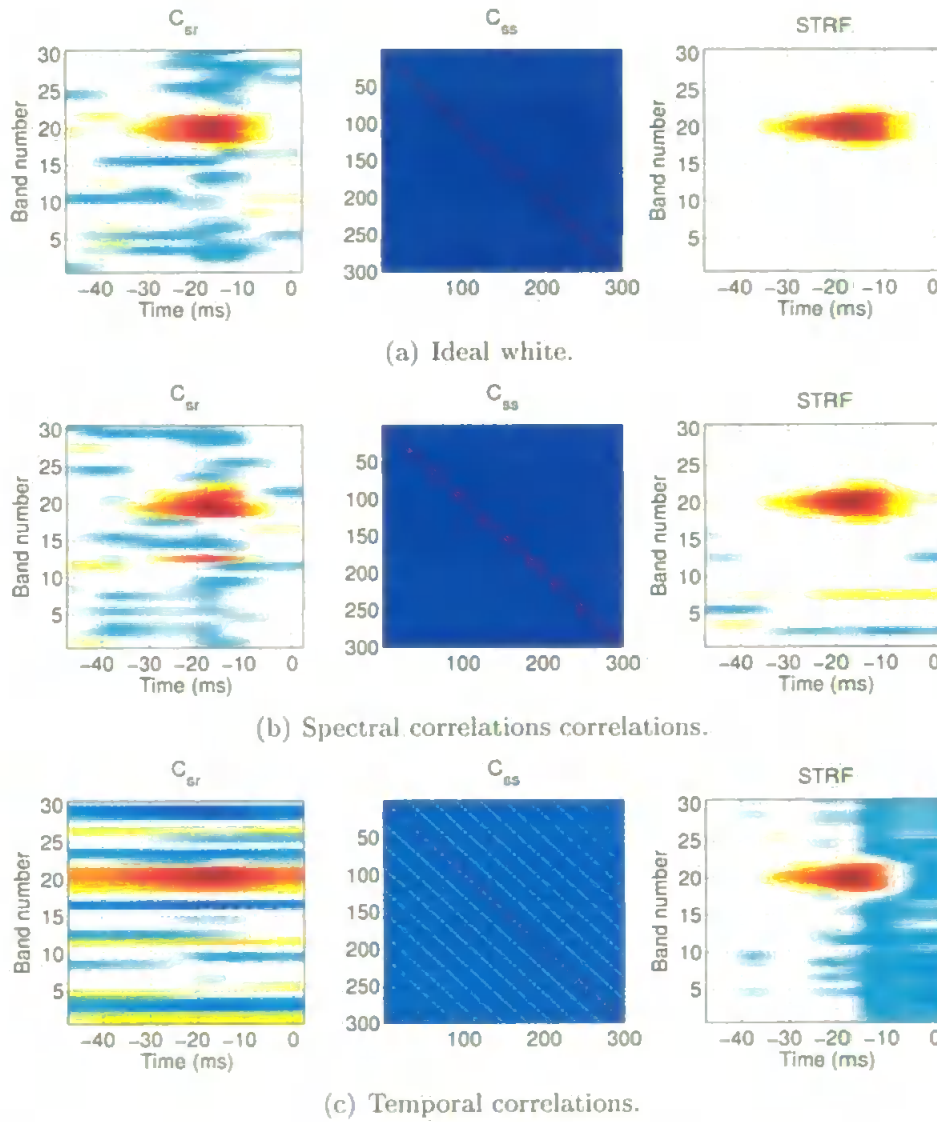 C_sr C_ss STRF
Band number
30
25
20
15
10
5
−40 −30 −20 −10 0
Time (ms)
50
100
150
200
250
300
100 200 300
Band number
30
25
20
15
10
5
−40 −30 −20 −10 0
Time (ms)
(a) Ideal white.
C_sr C_ss STRF
Band number
30
25
20
15
10
5
−40 −30 −20 −10 0
Time (ms)
50
100
150
200
250
300
100 200 300
Band number
30
25
20
15
10
5
−40 −30 −20 −10 0
Time (ms)
(b) Spectral correlations correlations.
C_sr C_ss STRF
Band number
30
25
20
15
10
5
−40 −30 −20 −10 0
Time (ms)
50
100
150
200
250
300
100 200 300
Band number
30
25
20
15
10
5
−40 −30 −20 −10 0
Time (ms)
(c) Temporal correlations.